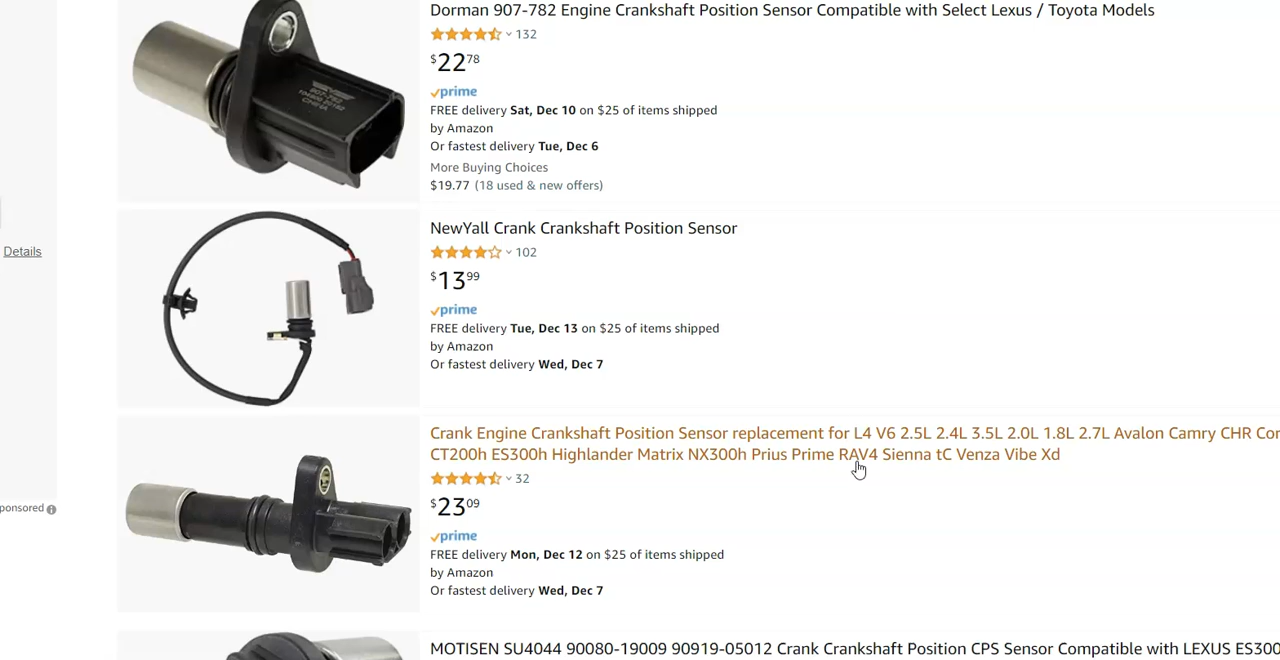 Dorman 907-782 Engine Crankshaft Position Sensor Compatible with Select Lexus / Toyota Models
132
$22 78
prime
FREE delivery Sat, Dec 10 on $25 of items shipped
by Amazon
Or fastest delivery Tue, Dec 6
More Buying Choices
$19.77 (18 used & new offers)
907-782
CHINA
Details
NewYall Crank Crankshaft Position Sensor
102
$13 99
prime
FREE delivery Tue, Dec 13 on $25 of items shipped
by Amazon
Or fastest delivery Wed, Dec 7
Crank Engine Crankshaft Position Sensor replacement for L4 V6 2.5L 2.4L 3.5L 2.0L 1.8L 2.7L Avalon Camry CHR Cor
CT200h ES300h Highlander Matrix NX300h Prius Prime RAV4 Sienna tC Venza Vibe Xd
32
$23 09
ponsored
prime
FREE delivery Mon, Dec 12 on $25 of items shipped
by Amazon
Or fastest delivery Wed, Dec 7
MOTISEN SU4044 90080-19009 90919-05012 Crank Crankshaft Position CPS Sensor Compatible with LEXUS ES300